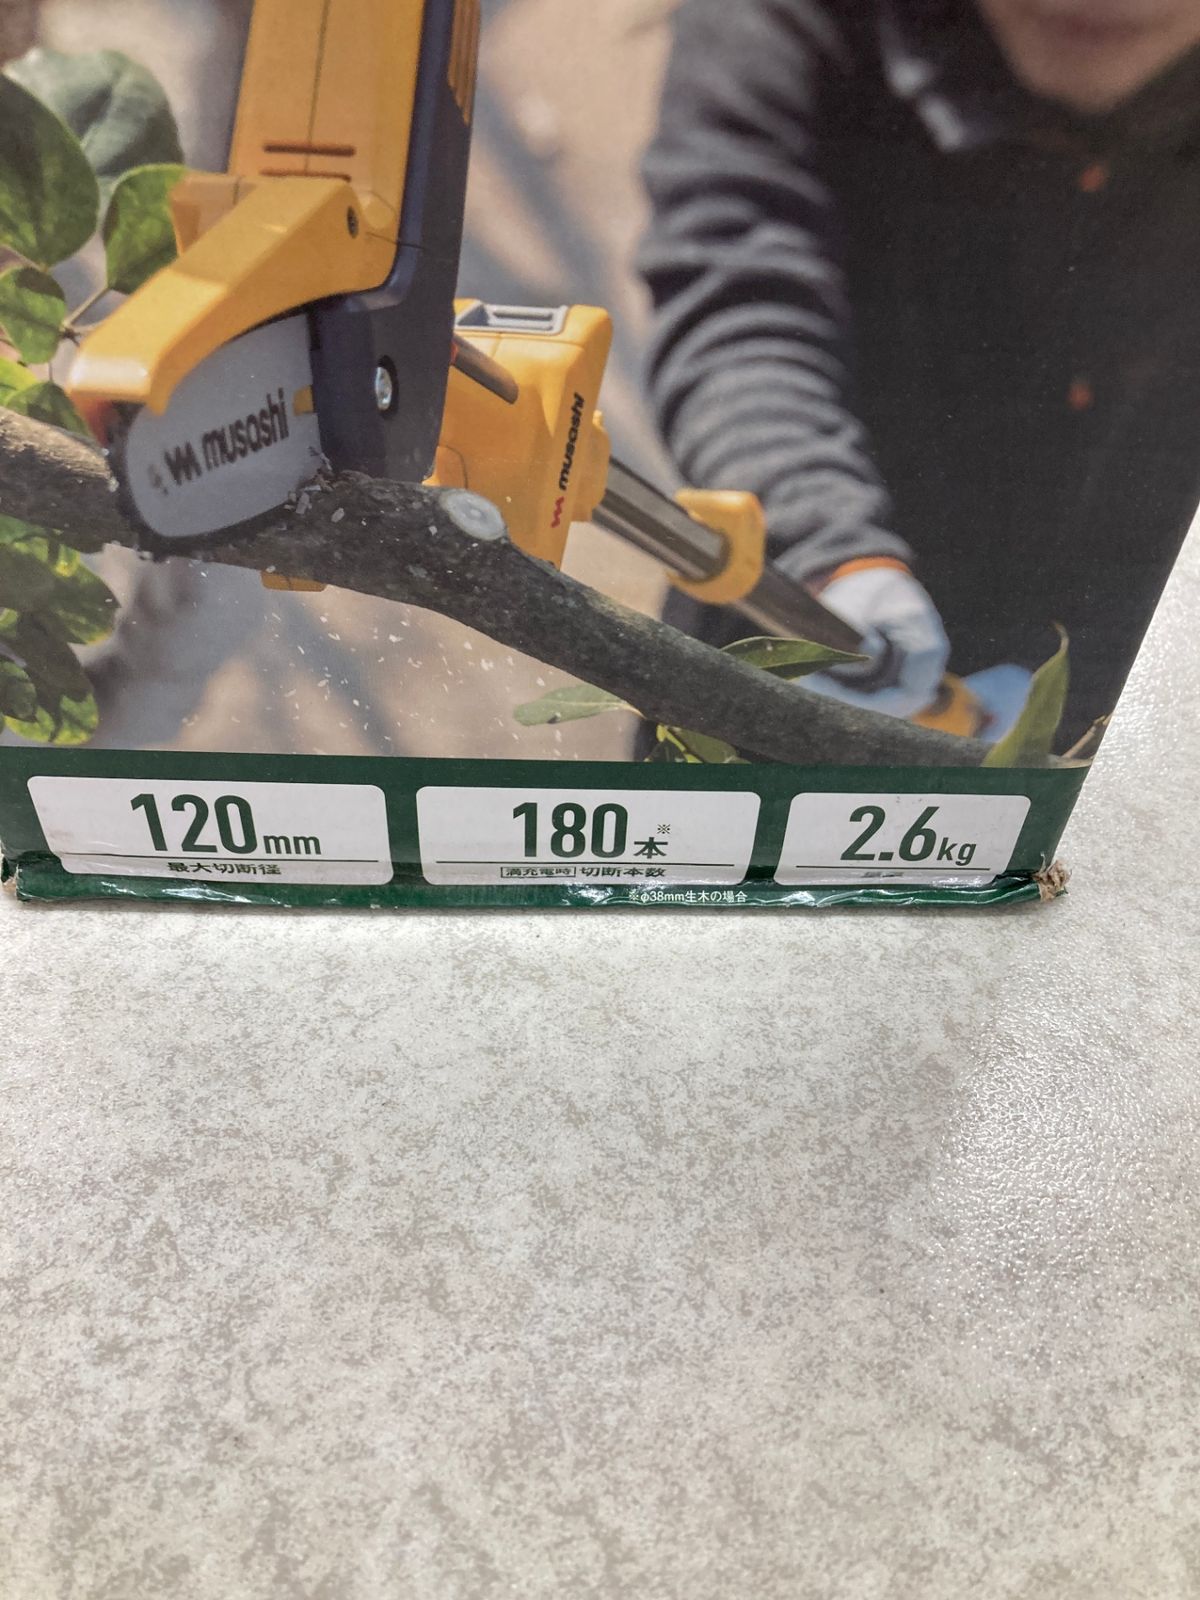 musashi
musashi
120mm
最大切断径
180本※
満充電時 切断本数
2.6kg
※φ38mm生木の場合